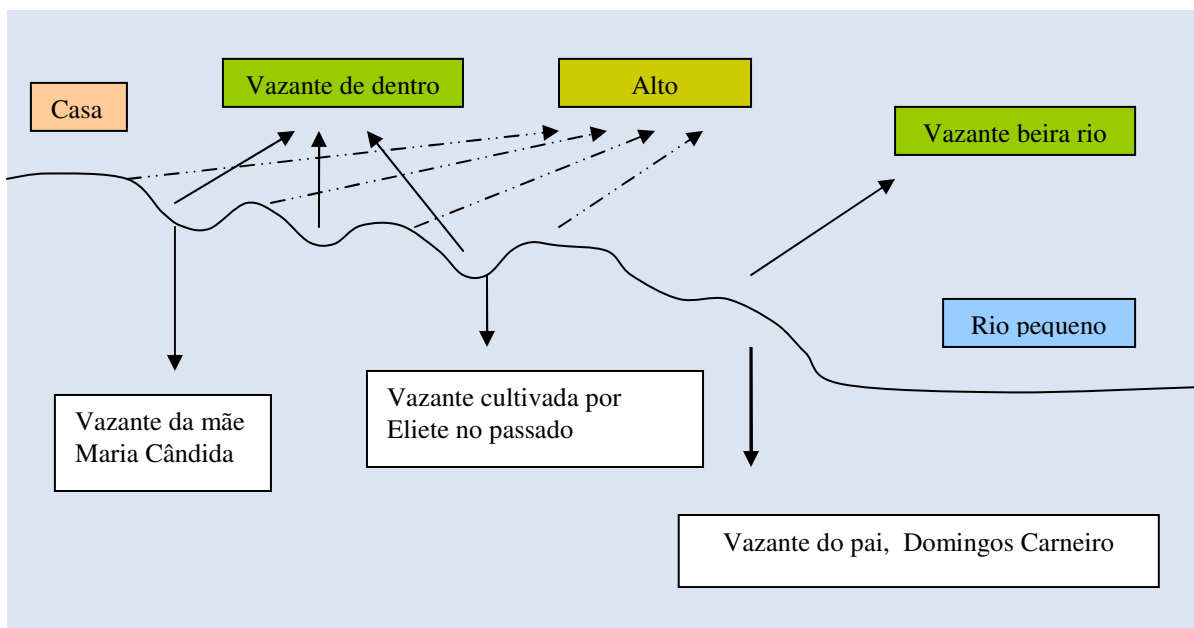 Casa
Vazante de dentro
Alto
Vazante beira rio
Rio pequeno
Vazante da mãe
Maria Cândida
Vazante cultivada por
Eliete no passado
Vazante do pai, Domingos Carneiro